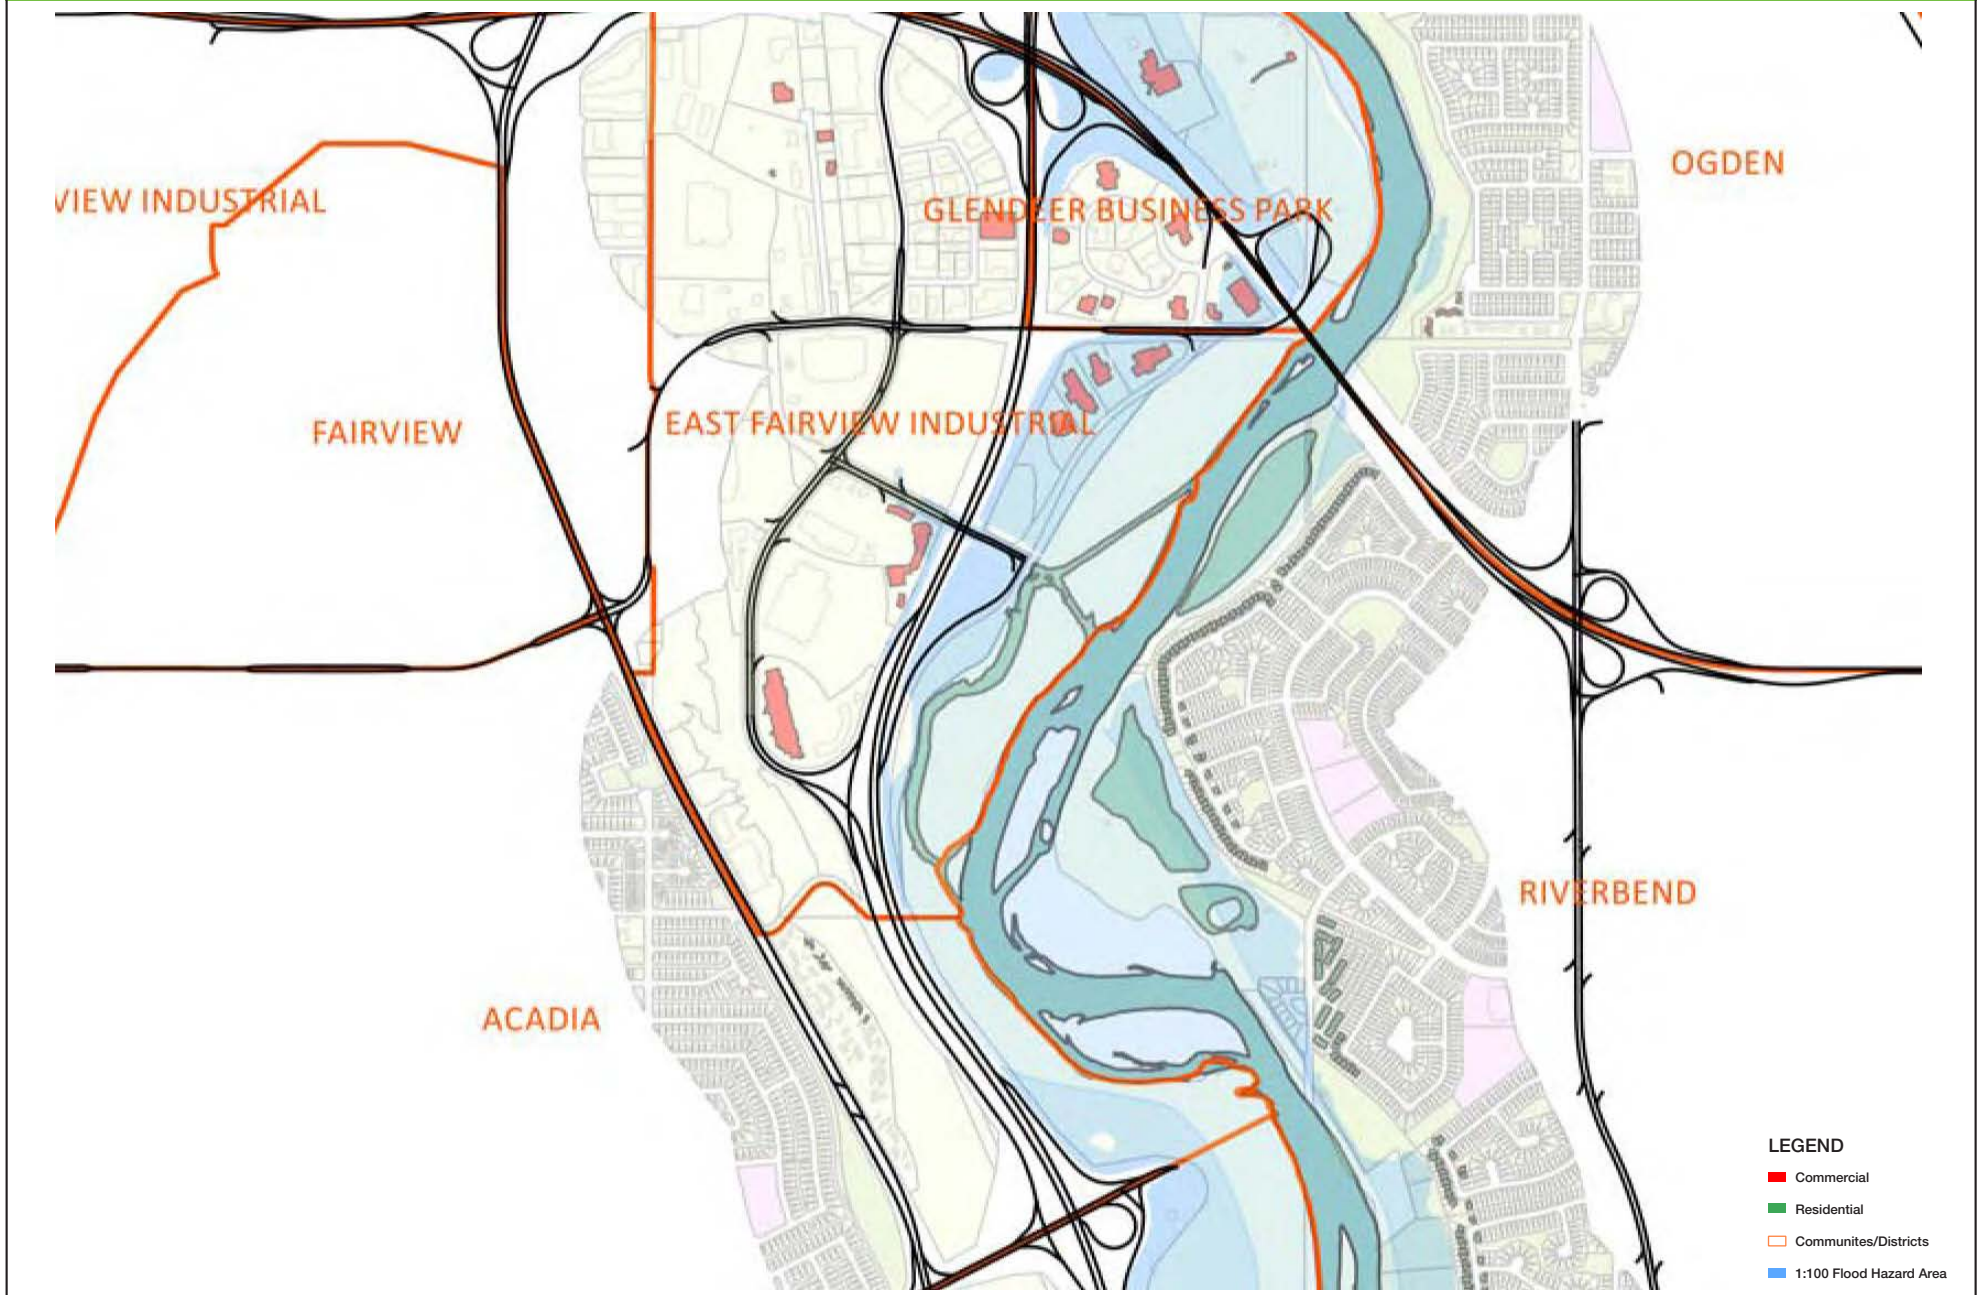 OGDEN
VIEW INDUSTRIAL
GLENDEER BUSINESS PARK
FAIRVIEW
EAST FAIRVIEW INDUSTRIAL
RIVERBEND
ACADIA
LEGEND
Commercial
Residential
Communites/Districts
1:100 Flood Hazard Area